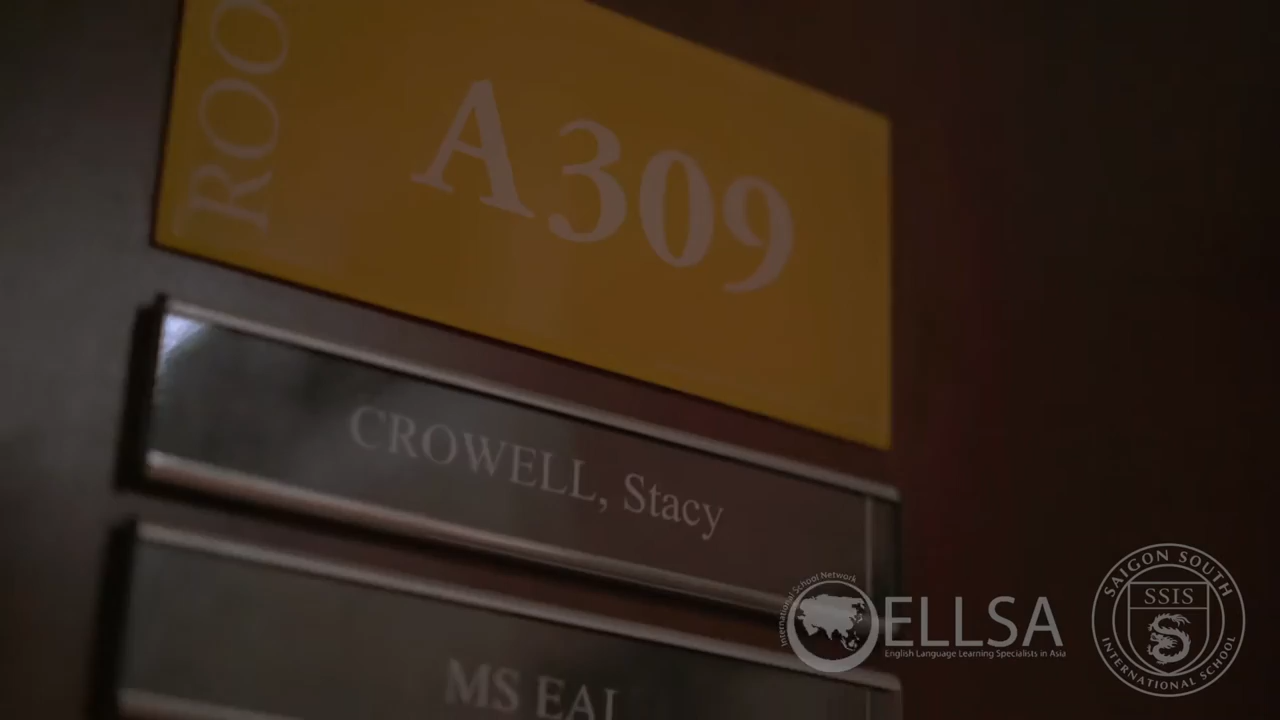 ROO
A309
CROWELL, Stacy
MS EAL
International School Network
ELLSA
English Language Learning Specialists in Asia
SAIGON SOUTH
SSIS
INTERNATIONAL SCHOOL